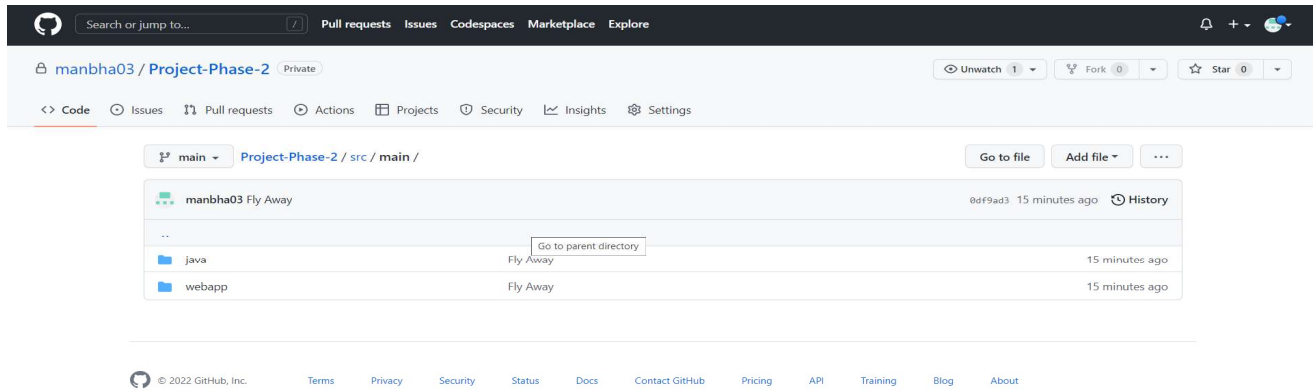 Search or jump to... / Pull requests Issues Codespaces Marketplace Explore
manbha03 / Project-Phase-2 Private Unwatch 1 Fork 0 Star 0
<> Code Issues Pull requests Actions Projects Security Insights Settings
main Project-Phase-2 / src / main / Go to file Add file ...
manbha03 Fly Away 0df9ad3 15 minutes ago History
..
Go to parent directory
java Fly Away 15 minutes ago
webapp Fly Away 15 minutes ago
© 2022 GitHub, Inc. Terms Privacy Security Status Docs Contact GitHub Pricing API Training Blog About